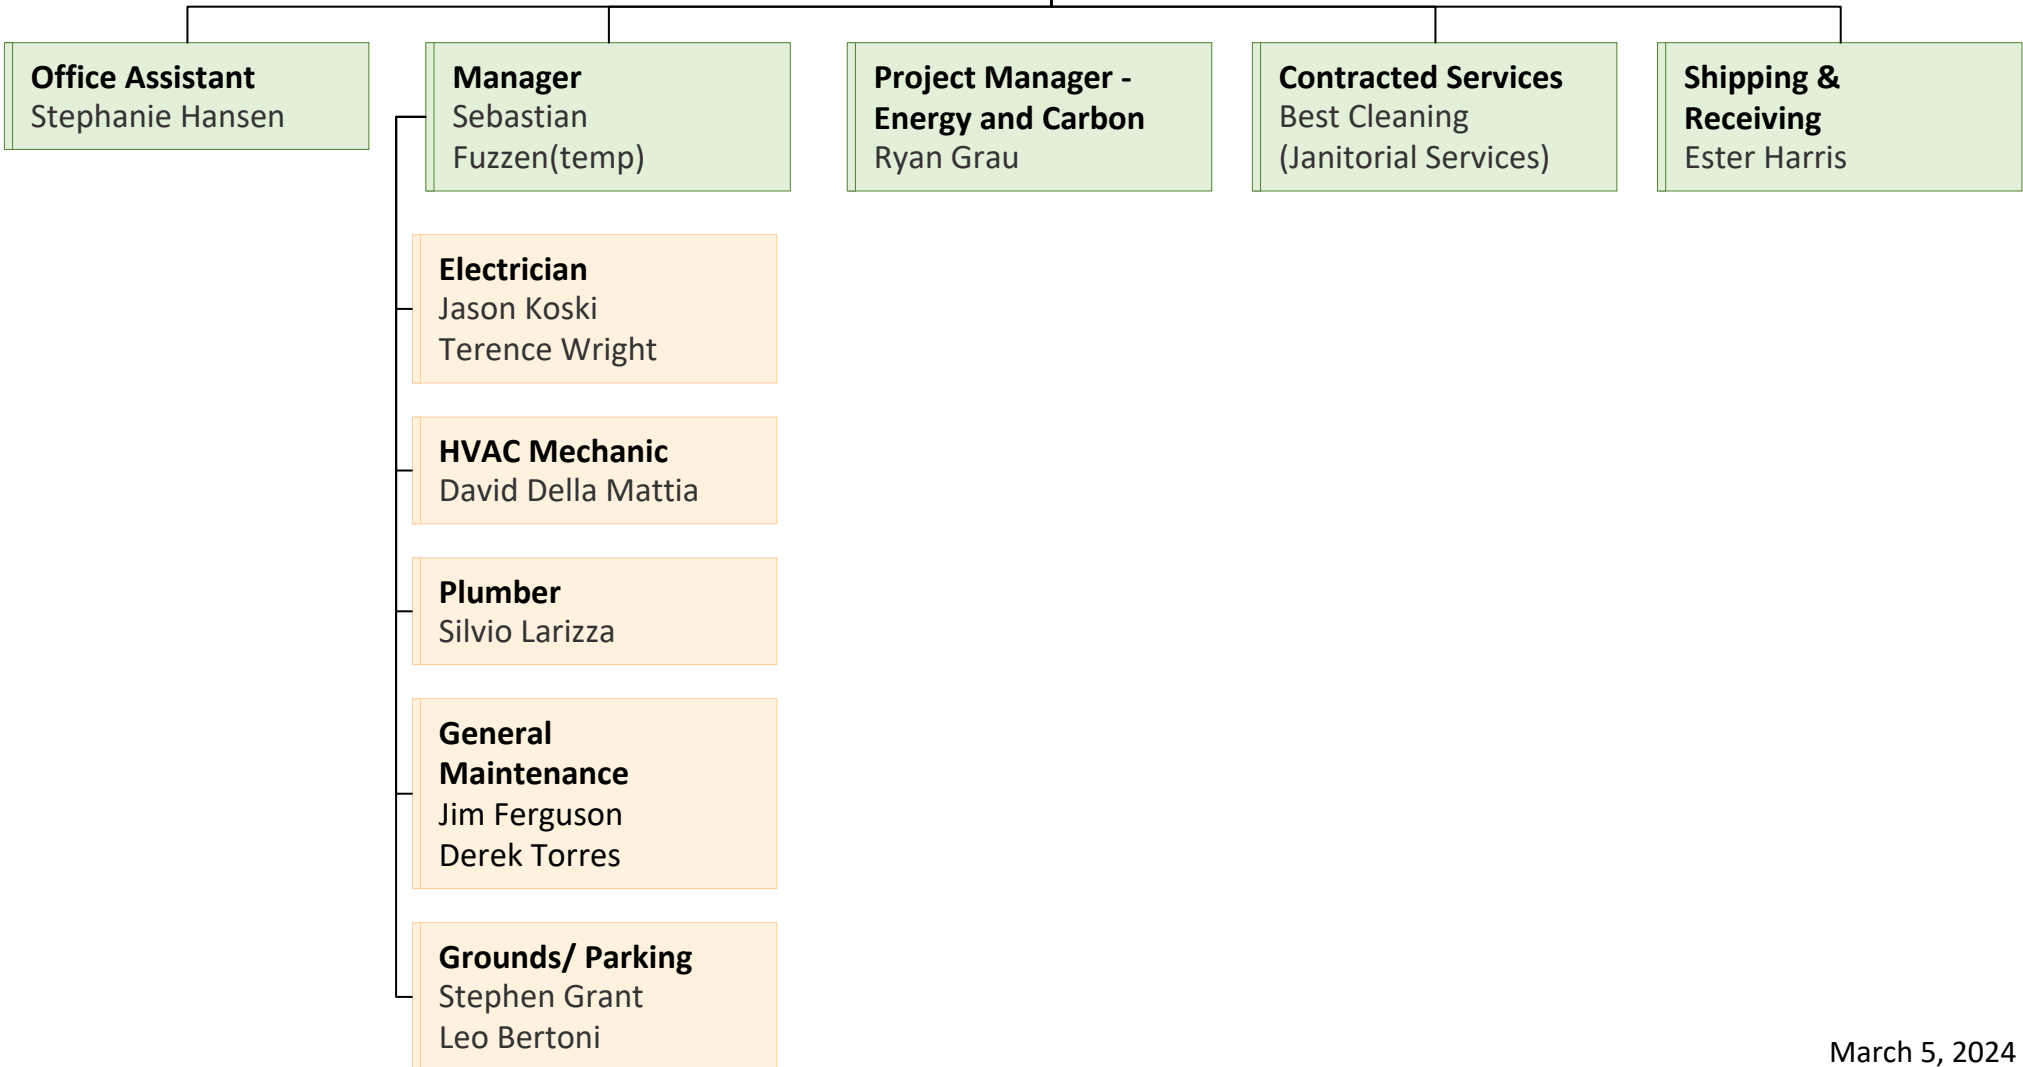 Office Assistant
Stephanie Hansen
Manager
Sebastian
Fuzzen(temp)
Project Manager -
Energy and Carbon
Ryan Grau
Contracted Services
Best Cleaning
(Janitorial Services)
Shipping &
Receiving
Ester Harris
Electrician
Jason Koski
Terence Wright
HVAC Mechanic
David Della Mattia
Plumber
Silvio Larizza
General
Maintenance
Jim Ferguson
Derek Torres
Grounds/ Parking
Stephen Grant
Leo Bertoni
March 5, 2024